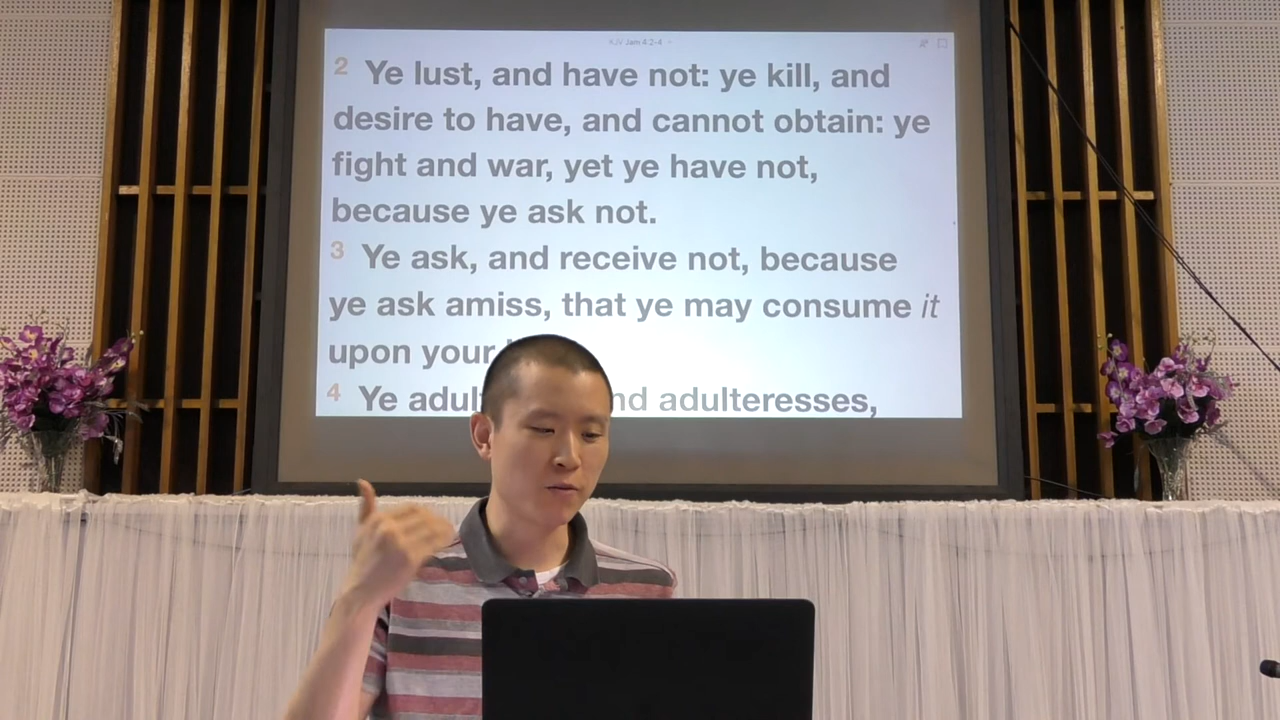 KJV Jam 4:2-4
2 Ye lust, and have not: ye kill, and
desire to have, and cannot obtain: ye
fight and war, yet ye have not,
because ye ask not.
3 Ye ask, and receive not, because
ye ask amiss, that ye may consume it
upon your
4 Ye adulteresses,